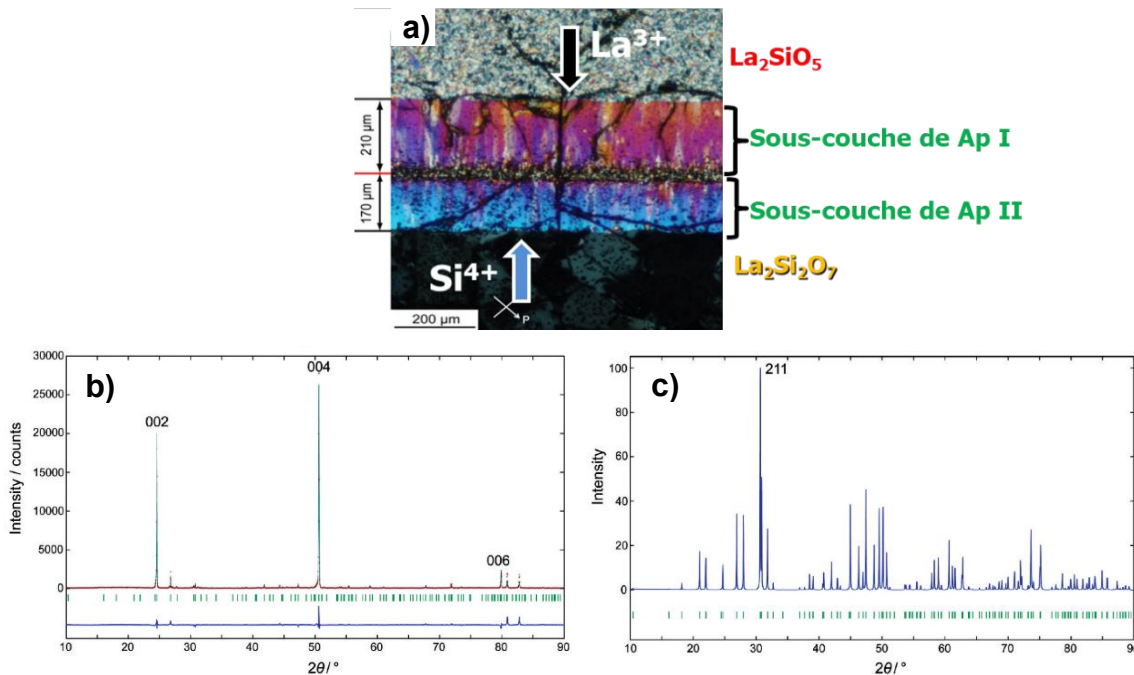 a)
La³⁺
La₂SiO₅
210 µm
Sous-couche de Ap I
170 µm
Sous-couche de Ap II
Si⁴⁺
La₂Si₂O₇
P
200 µm
b)
30000
25000
20000
15000
10000
5000
0
Intensity / counts
002
004
006
10 20 30 40 50 60 70 80 90
2θ / °
c)
100
80
60
40
20
0
Intensity
211
10 20 30 40 50 60 70 80 90
2θ / °